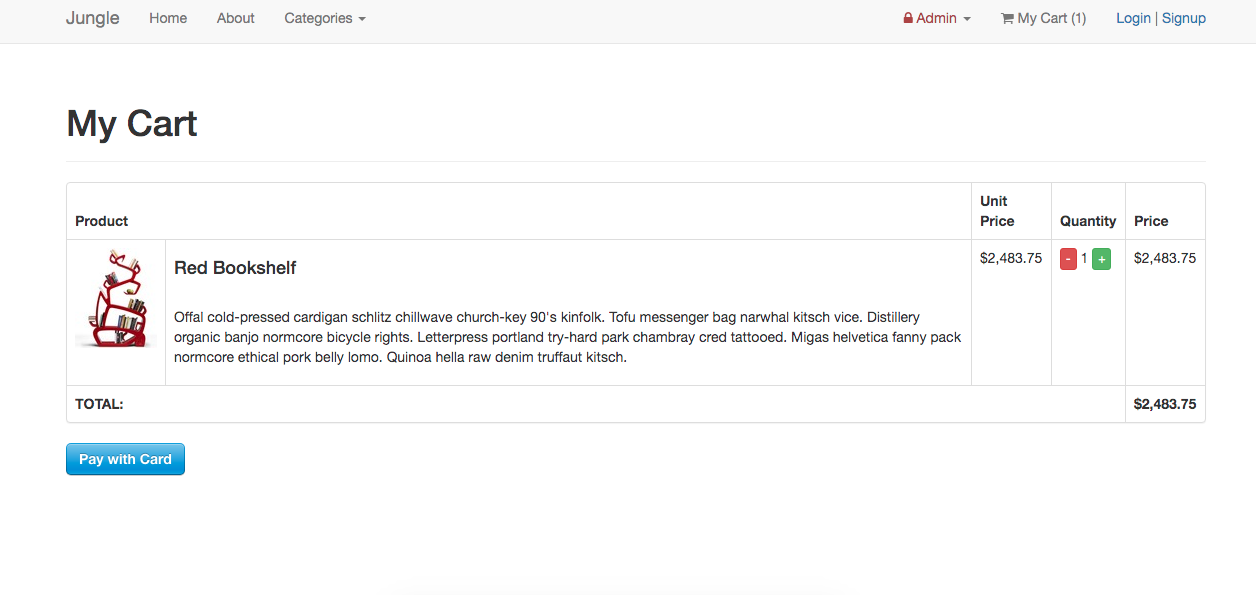 Jungle Home About Categories Admin My Cart (1) Login | Signup
My Cart
Product Unit Price Quantity Price
Red Bookshelf $2,483.75 - 1 + $2,483.75
Offal cold-pressed cardigan schlitz chillwave church-key 90's kinfolk. Tofu messenger bag narwhal kitsch vice. Distillery
organic banjo normcore bicycle rights. Letterpress portland try-hard park chambray cred tattooed. Migas helvetica fanny pack
normcore ethical pork belly lomo. Quinoa hella raw denim truffaut kitsch.
TOTAL: $2,483.75
Pay with Card